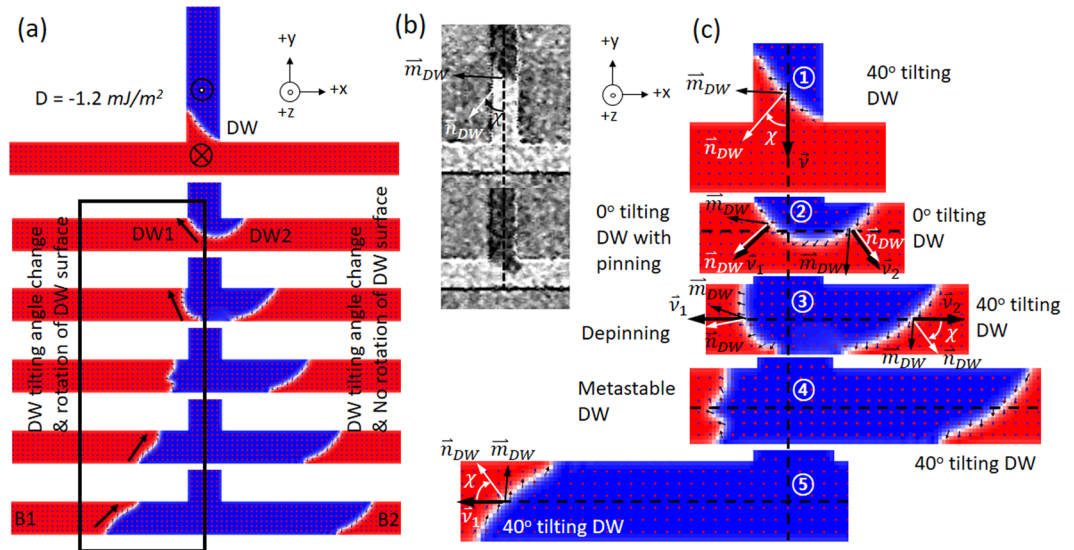 (a)
+y
+x
+z
D = -1.2 mJ/m²
DW
DW1
DW2
DW tilting angle change
& rotation of DW surface
DW tilting angle change
& No rotation of DW surface
B1
B2
(b)
m⃗DW
n⃗DW
χ
+y
+x
+z
(c)
①
40° tilting
DW
m⃗DW
n⃗DW
χ
v⃗
②
0° tilting
DW with
pinning
m⃗DW
n⃗DW
v⃗1
m⃗DW
n⃗DW
v⃗2
0° tilting
DW
③
Depinning
v⃗1
m⃗DW
n⃗DW
v⃗2
χ
m⃗DW
n⃗DW
40° tilting
DW
④
Metastable
DW
40° tilting DW
⑤
n⃗DW
m⃗DW
χ
v⃗1
40° tilting DW